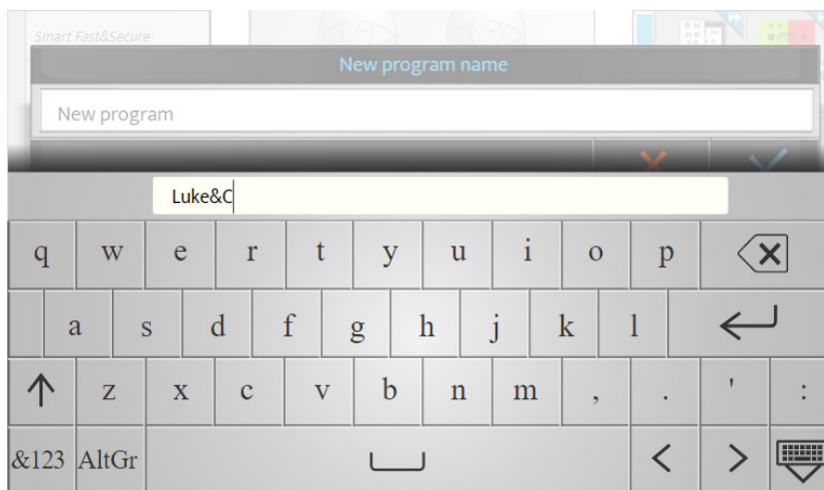 Smart Fast&Secure
New program name
New program
Luke&C
q w e r t y u i o p
a s d f g h j k l
z x c v b n m , . ' :
&123 AltGr < >